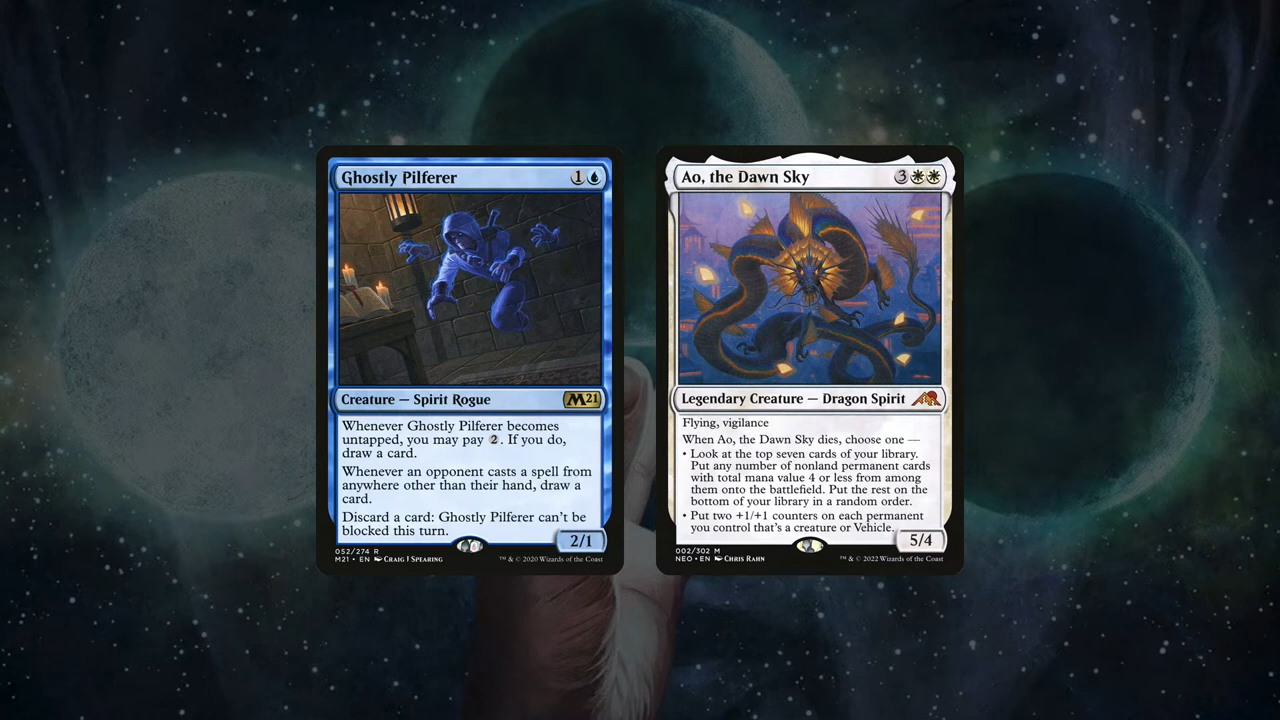 Ghostly Pilferer 1
Creature — Spirit Rogue M21
Whenever Ghostly Pilferer becomes
untapped, you may pay 2. If you do,
draw a card.
Whenever an opponent casts a spell from
anywhere other than their hand, draw a
card.
Discard a card: Ghostly Pilferer can't be
blocked this turn.
2/1
052/274 R
M21 • EN Craig J Spearing ™ & © 2020 Wizards of the Coast
Ao, the Dawn Sky 3
Legendary Creature — Dragon Spirit
Flying, vigilance
When Ao, the Dawn Sky dies, choose one —
• Look at the top seven cards of your library.
Put any number of nonland permanent cards
with total mana value 4 or less from among
them onto the battlefield. Put the rest on the
bottom of your library in a random order.
• Put two +1/+1 counters on each permanent
you control that's a creature or Vehicle.
5/4
002/302 M
NEO • EN Chris Rahn ™ & © 2022 Wizards of the Coast